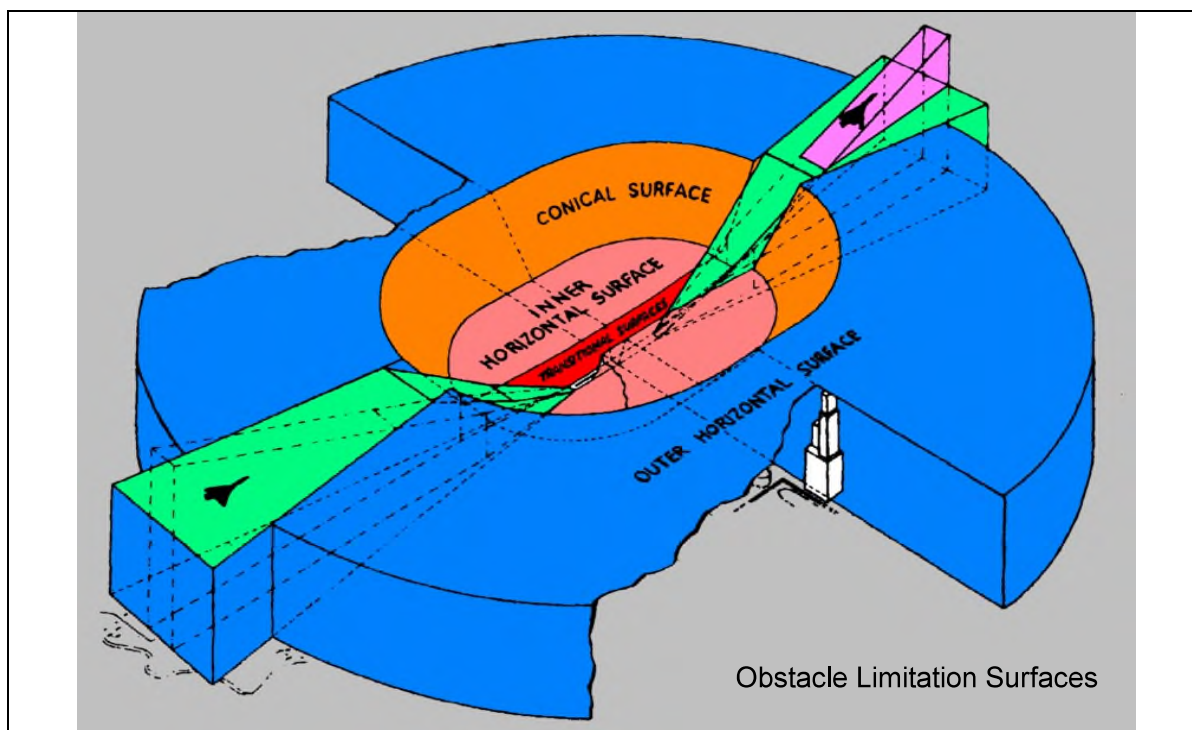 CONICAL SURFACE
INNER
HORIZONTAL SURFACE
TRANSITIONAL SURFACES
OUTER HORIZONTAL SURFACE
Obstacle Limitation Surfaces